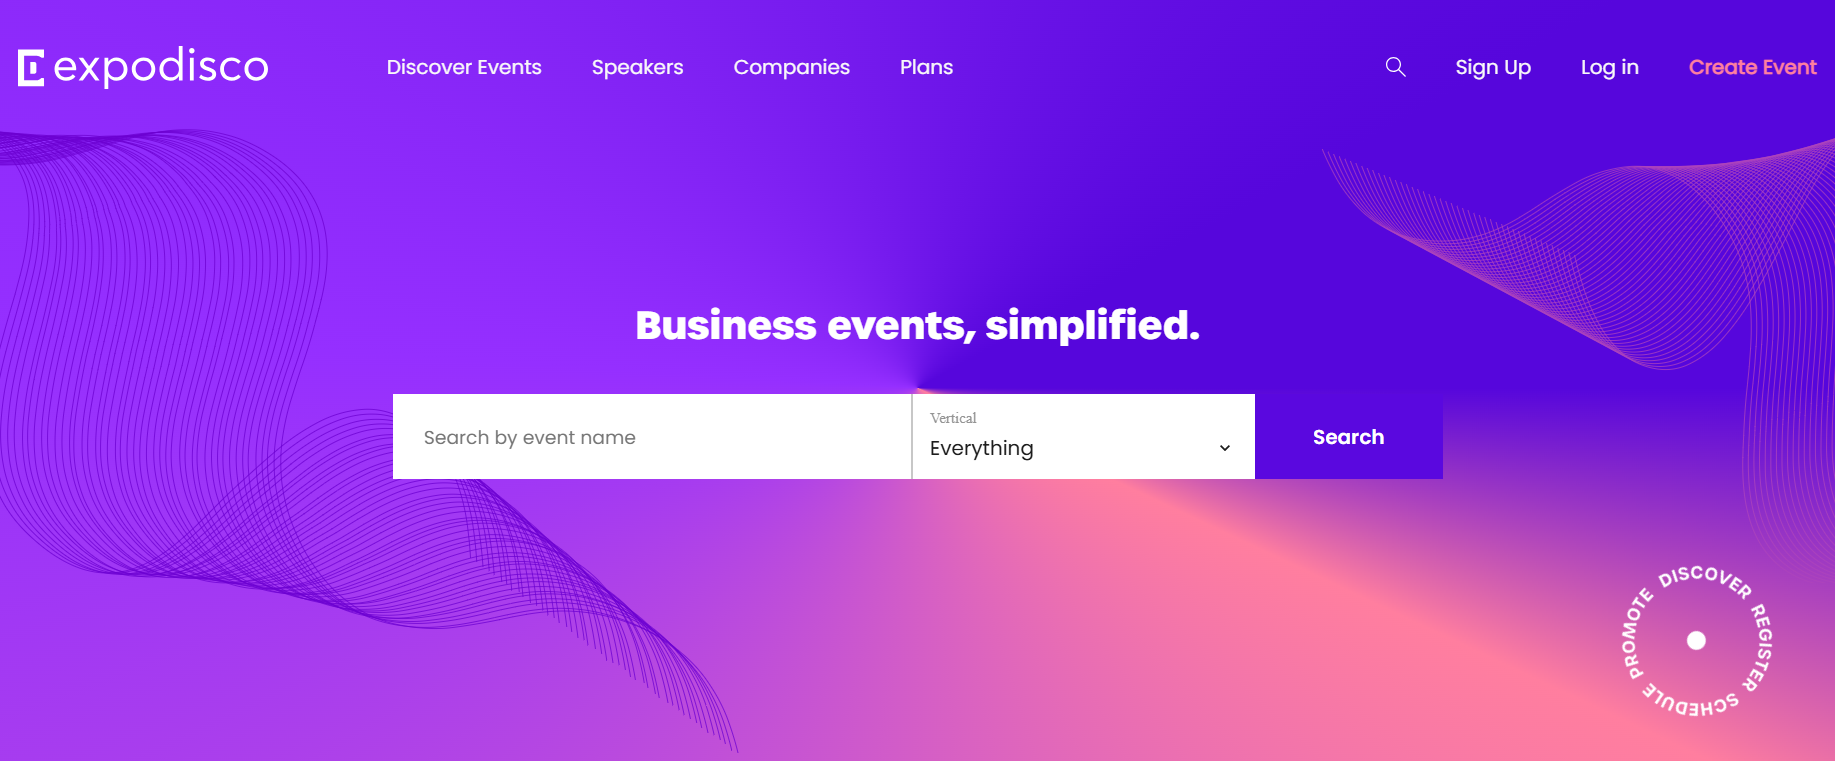 expodisco
Discover Events
Speakers
Companies
Plans
Sign Up
Log in
Create Event
Business events, simplified.
Search by event name
Vertical
Everything
Search
DISCOVER REGISTER SCHEDULE PROMOTE